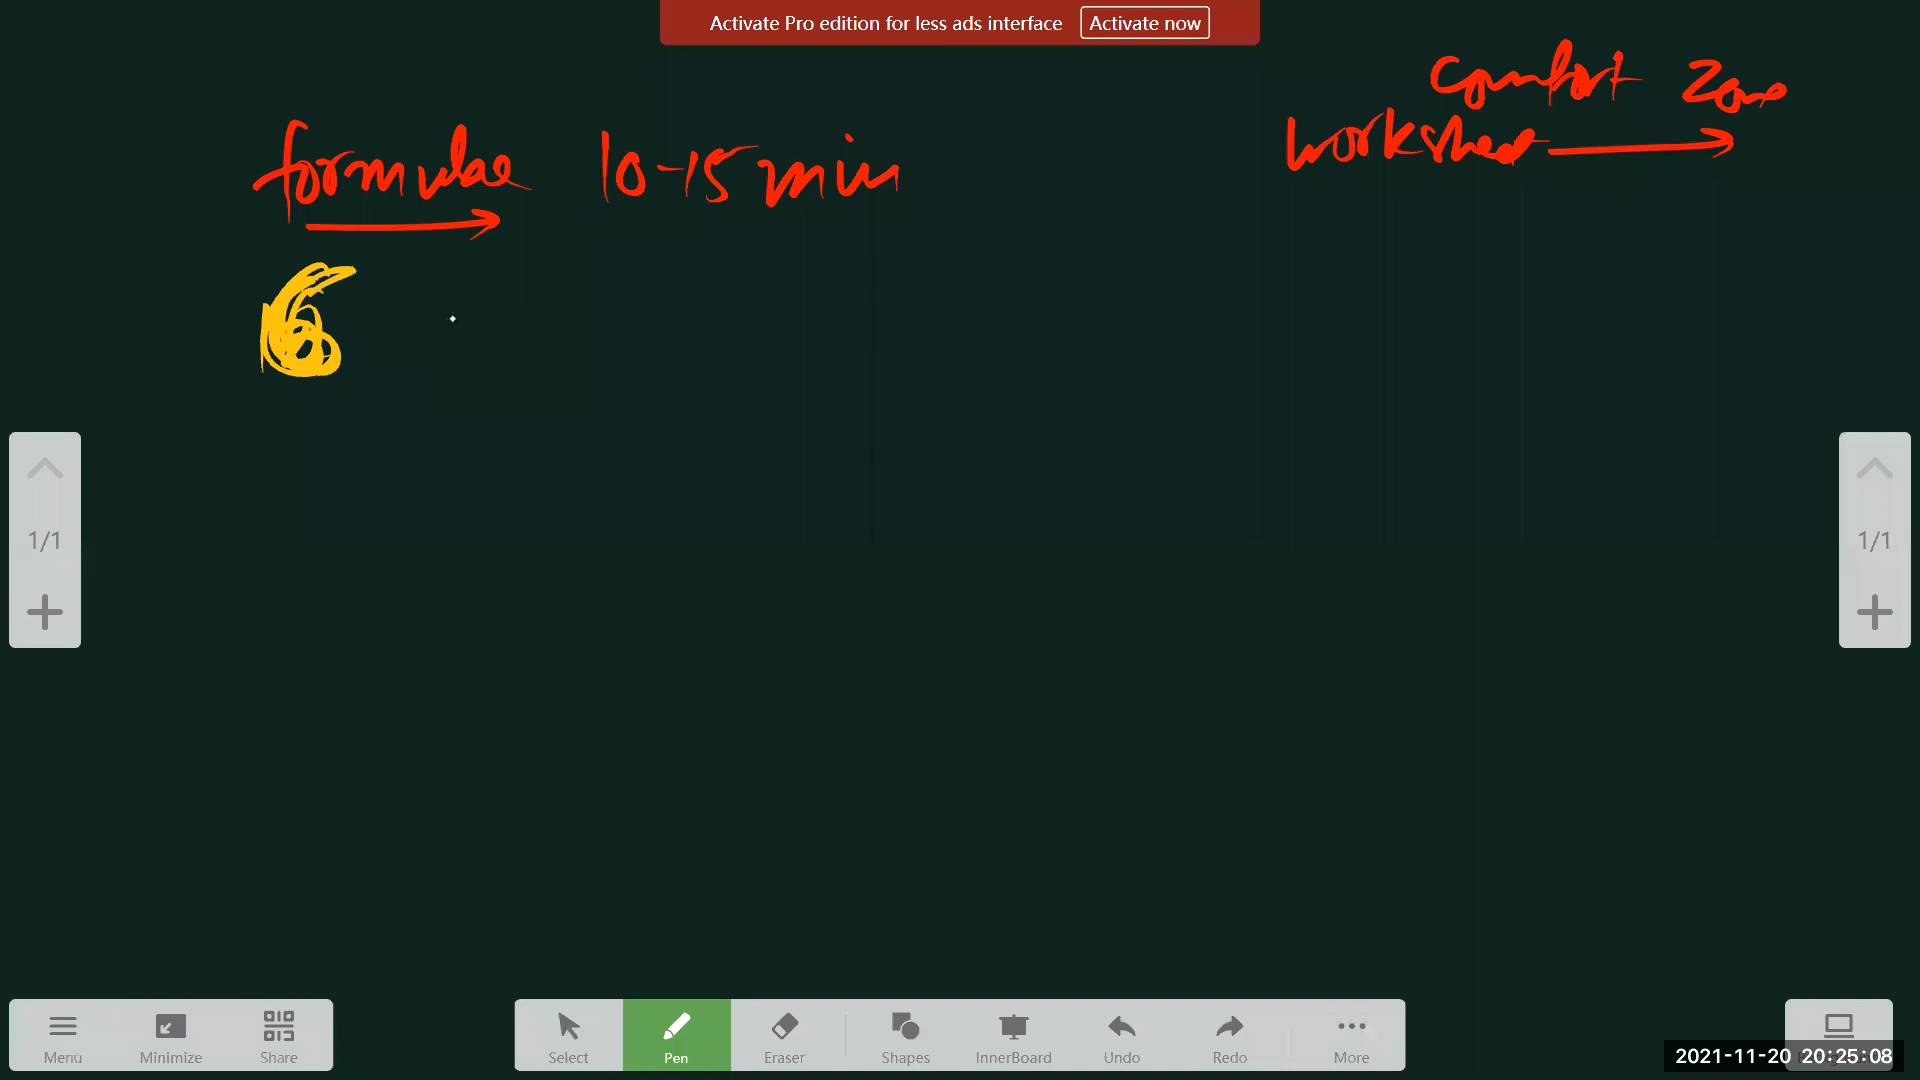 Activate Pro edition for less ads interface Activate now
Comfort Zone
Worksheet
formulae 10-15 min
6
1/1
1/1
Menu Minimize Share Select Pen Eraser Shapes InnerBoard Undo Redo More
2021-11-20 20:25:08